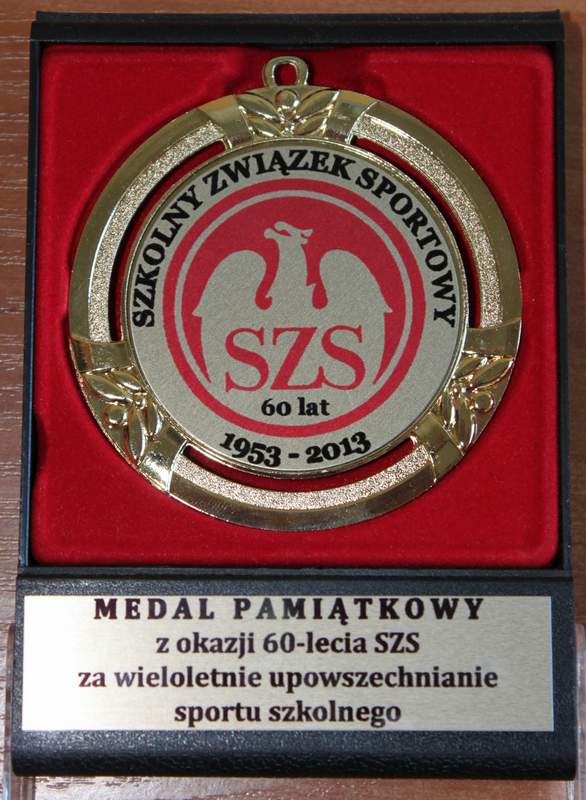 SZKOLNY ZWIĄZEK SPORTOWY
SZS
60 lat
1953 - 2013
MEDAL PAMIĄTKOWY
z okazji 60-lecia SZS
za wieloletnie upowszechnianie
sportu szkolnego